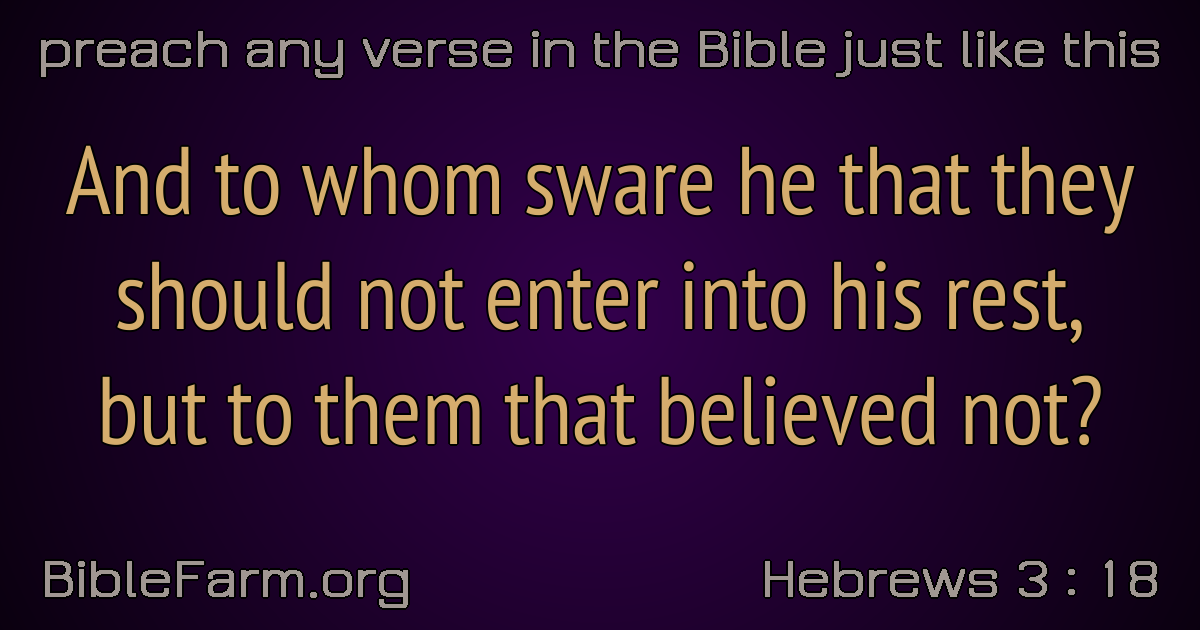 preach any verse in the Bible just like this
And to whom sware he that they
should not enter into his rest,
but to them that believed not?
BibleFarm.org
Hebrews 3 : 18